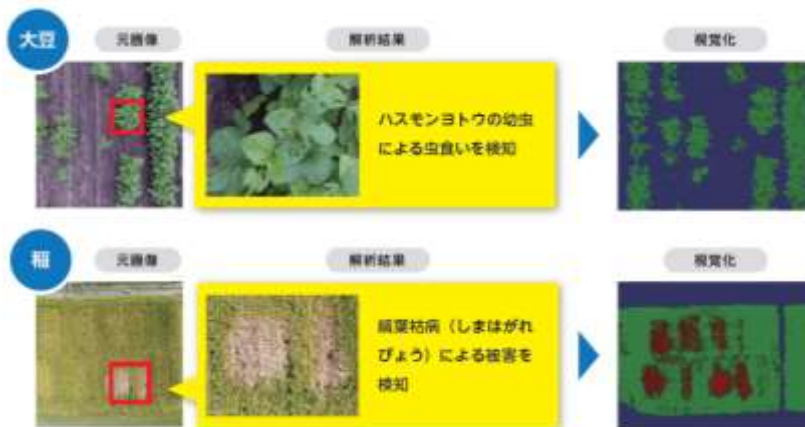 大豆
元画像
解析結果
視覚化
ハスモンヨトウの幼虫
による虫食いを検知
稲
元画像
解析結果
視覚化
縞葉枯病（しまはがれ
びょう）による被害を
検知